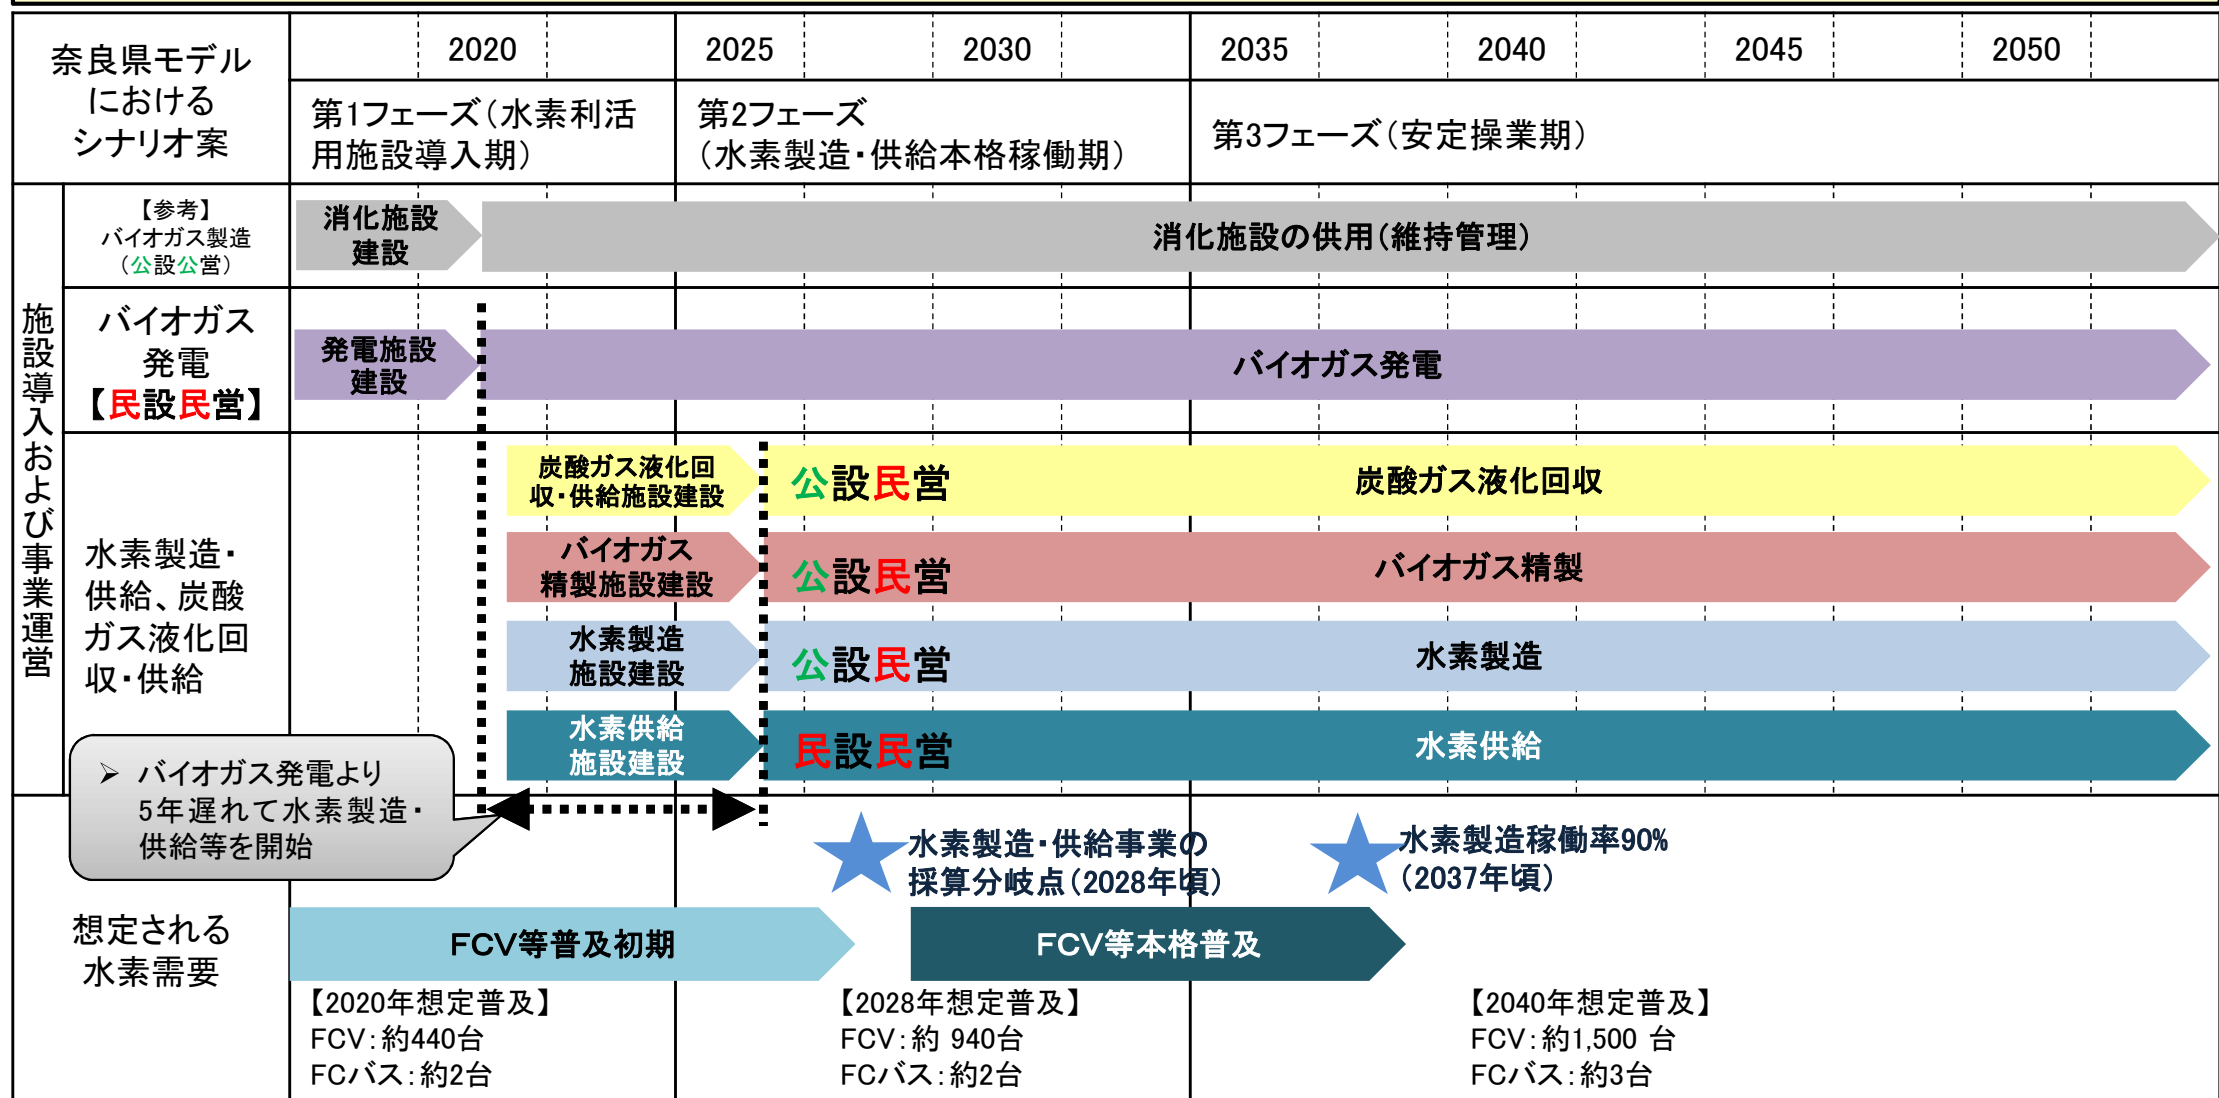 奈良県モデル
における
シナリオ案
2020
2025
2030
2035
2040
2045
2050
第1フェーズ（水素利活
用施設導入期）
第2フェーズ
（水素製造・供給本格稼働期）
第3フェーズ（安定操業期）
施設導入および事業運営
【参考】
バイオガス製造
（公設公営）
消化施設
建設
消化施設の供用（維持管理）
バイオガス
発電
【民設民営】
発電施設
建設
バイオガス発電
水素製造・
供給、炭酸
ガス液化回
収・供給
炭酸ガス液化回
収・供給施設建設
公設民営
炭酸ガス液化回収
バイオガス
精製施設建設
公設民営
バイオガス精製
水素製造
施設建設
公設民営
水素製造
水素供給
施設建設
民設民営
水素供給
➢ バイオガス発電より
5年遅れて水素製造・
供給等を開始
水素製造・供給事業の
採算分岐点（2028年頃）
水素製造稼働率90%
（2037年頃）
想定される
水素需要
FCV等普及初期
FCV等本格普及
【2020年想定普及】
FCV：約440台
FCバス：約2台
【2028年想定普及】
FCV：約 940台
FCバス：約2台
【2040年想定普及】
FCV：約1,500 台
FCバス：約3台